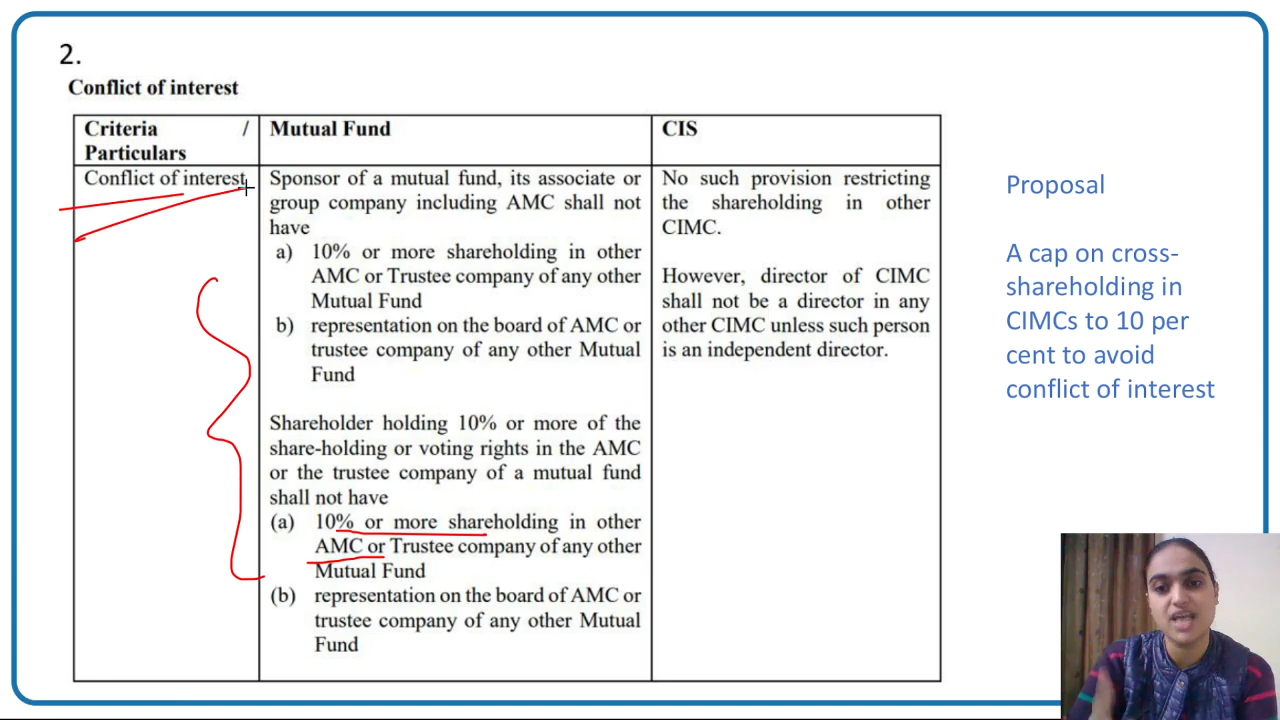 2.
Conflict of interest
Criteria /
Particulars
Mutual Fund
CIS
Conflict of interest
Sponsor of a mutual fund, its associate or
group company including AMC shall not
have
a) 10% or more shareholding in other
AMC or Trustee company of any other
Mutual Fund
b) representation on the board of AMC or
trustee company of any other Mutual
Fund
Shareholder holding 10% or more of the
share-holding or voting rights in the AMC
or the trustee company of a mutual fund
shall not have
(a) 10% or more shareholding in other
AMC or Trustee company of any other
Mutual Fund
(b) representation on the board of AMC or
trustee company of any other Mutual
Fund
No such provision restricting
the shareholding in other
CIMC.
However, director of CIMC
shall not be a director in any
other CIMC unless such person
is an independent director.
Proposal
A cap on cross-
shareholding in
CIMCs to 10 per
cent to avoid
conflict of interest